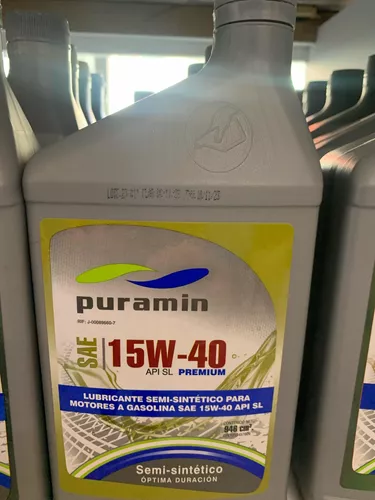 puramin
SAE
15W-40
API SL PREMIUM
LUBRICANTE SEMI-SINTÉTICO PARA
MOTORES A GASOLINA SAE 15W-40 API SL
946 cm³
Semi-sintético
ÓPTIMA DURACIÓN